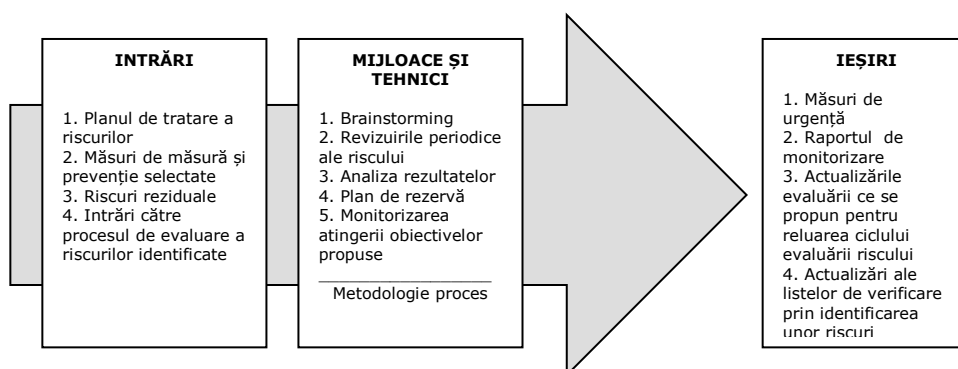 INTRĂRI
1. Planul de tratare a
riscurilor
2. Măsuri de măsură și
prevenție selectate
3. Riscuri reziduale
4. Intrări către
procesul de evaluare a
riscurilor identificate
MIJLOACE ȘI
TEHNICI
1. Brainstorming
2. Revizuirile periodice
ale riscului
3. Analiza rezultatelor
4. Plan de rezervă
5. Monitorizarea
atingerii obiectivelor
propuse
Metodologie proces
IEȘIRI
1. Măsuri de
urgență
2. Raportul de
monitorizare
3. Actualizările
evaluării ce se
propun pentru
reluarea ciclului
evaluării riscului
4. Actualizări ale
listelor de verificare
prin identificarea
unor riscuri